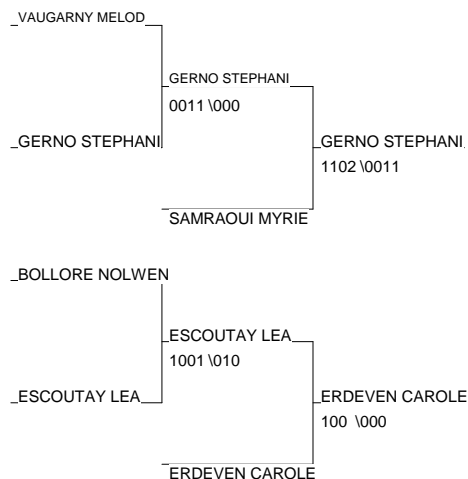 VAUGARNY MELOD
GERNO STEPHANI
0011 \000
GERNO STEPHANI
GERNO STEPHANI
1102 \0011
SAMRAOUI MYRIE
BOLLORE NOLWEN
ESCOUTAY LEA
1001 \010
ESCOUTAY LEA
ERDEVEN CAROLE
100 \000
ERDEVEN CAROLE